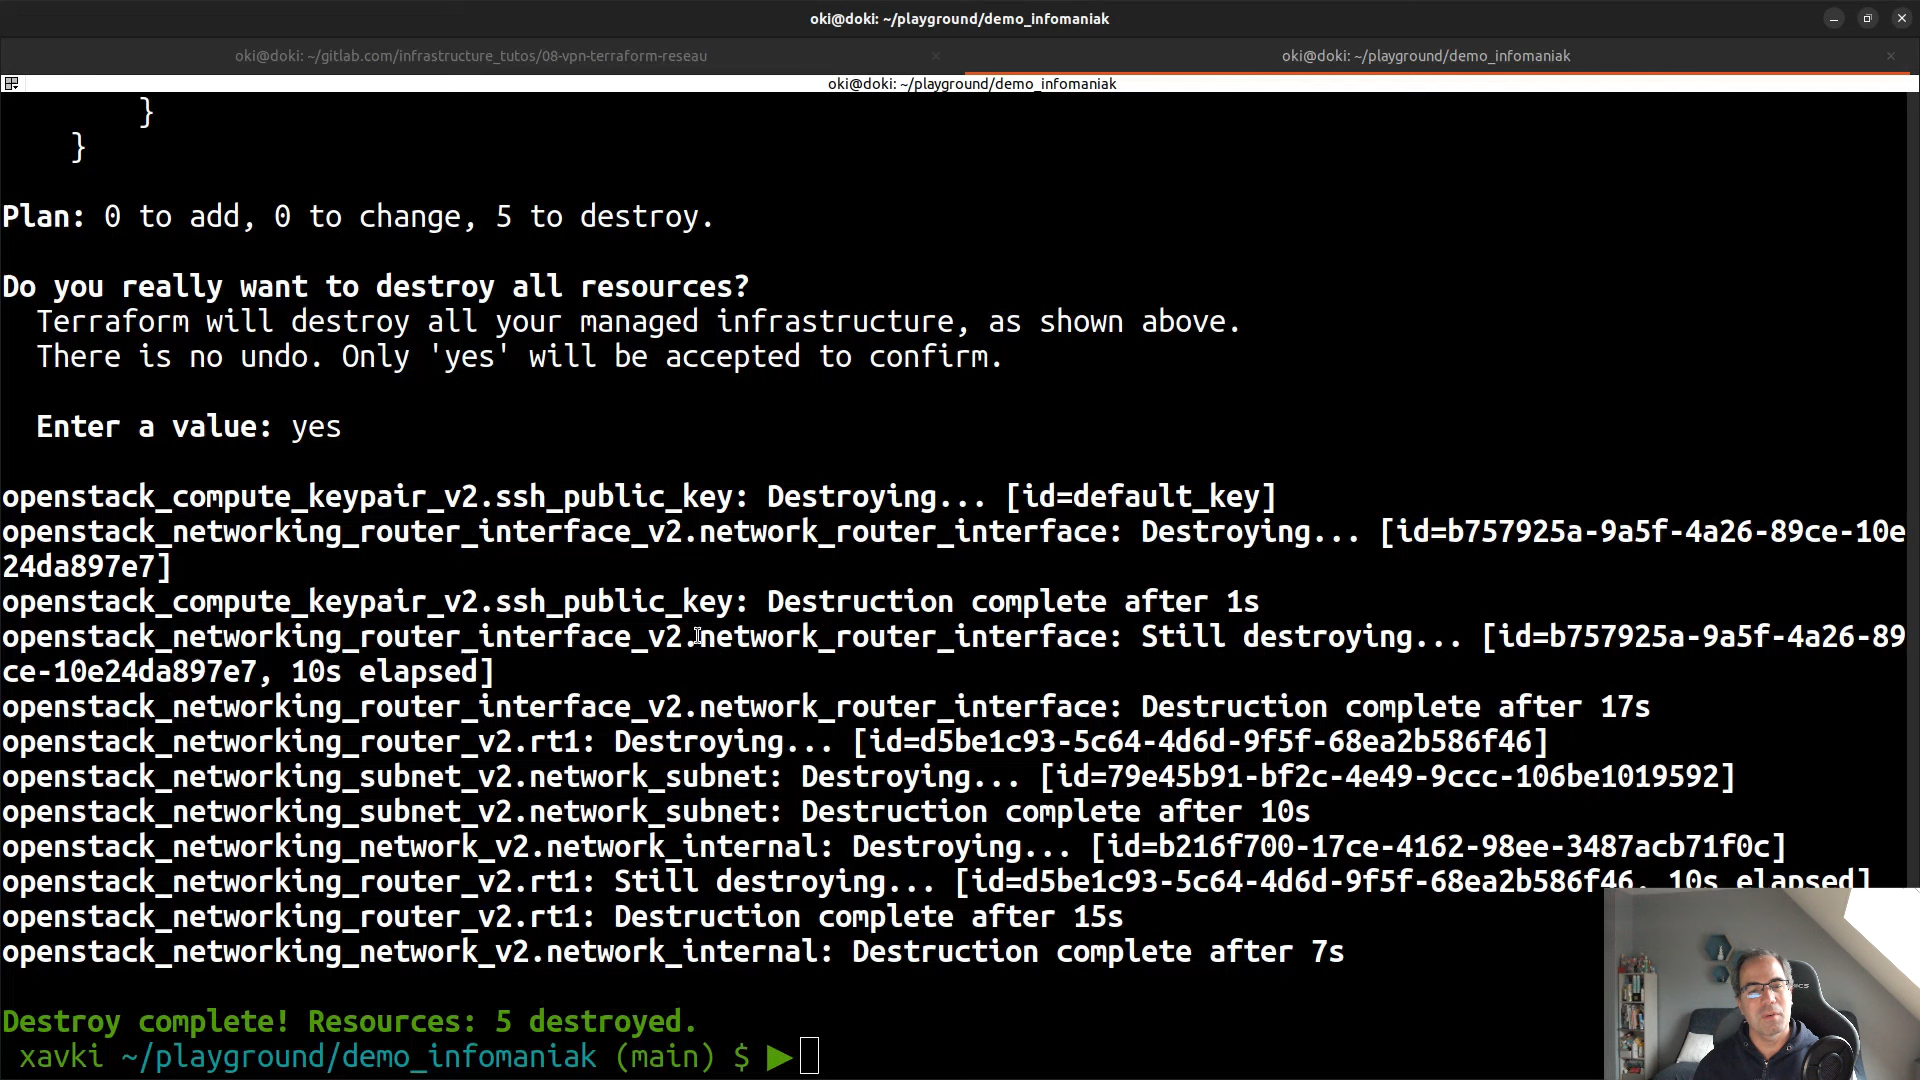 oki@doki: ~/playground/demo_infomaniak
oki@doki: ~/gitlab.com/infrastructure_tutos/08-vpn-terraform-reseau
oki@doki: ~/playground/demo_infomaniak
oki@doki: ~/playground/demo_infomaniak
}
}
Plan: 0 to add, 0 to change, 5 to destroy.
Do you really want to destroy all resources?
Terraform will destroy all your managed infrastructure, as shown above.
There is no undo. Only 'yes' will be accepted to confirm.
Enter a value: yes
openstack_compute_keypair_v2.ssh_public_key: Destroying... [id=default_key]
openstack_networking_router_interface_v2.network_router_interface: Destroying... [id=b757925a-9a5f-4a26-89ce-10e
24da897e7]
openstack_compute_keypair_v2.ssh_public_key: Destruction complete after 1s
openstack_networking_router_interface_v2.network_router_interface: Still destroying... [id=b757925a-9a5f-4a26-89
ce-10e24da897e7, 10s elapsed]
openstack_networking_router_interface_v2.network_router_interface: Destruction complete after 17s
openstack_networking_router_v2.rt1: Destroying... [id=d5be1c93-5c64-4d6d-9f5f-68ea2b586f46]
openstack_networking_subnet_v2.network_subnet: Destroying... [id=79e45b91-bf2c-4e49-9ccc-106be1019592]
openstack_networking_subnet_v2.network_subnet: Destruction complete after 10s
openstack_networking_network_v2.network_internal: Destroying... [id=b216f700-17ce-4162-98ee-3487acb71f0c]
openstack_networking_router_v2.rt1: Still destroying... [id=d5be1c93-5c64-4d6d-9f5f-68ea2b586f46, 10s elapsed]
openstack_networking_router_v2.rt1: Destruction complete after 15s
openstack_networking_network_v2.network_internal: Destruction complete after 7s
Destroy complete! Resources: 5 destroyed.
xavki ~/playground/demo_infomaniak (main) $ ▶